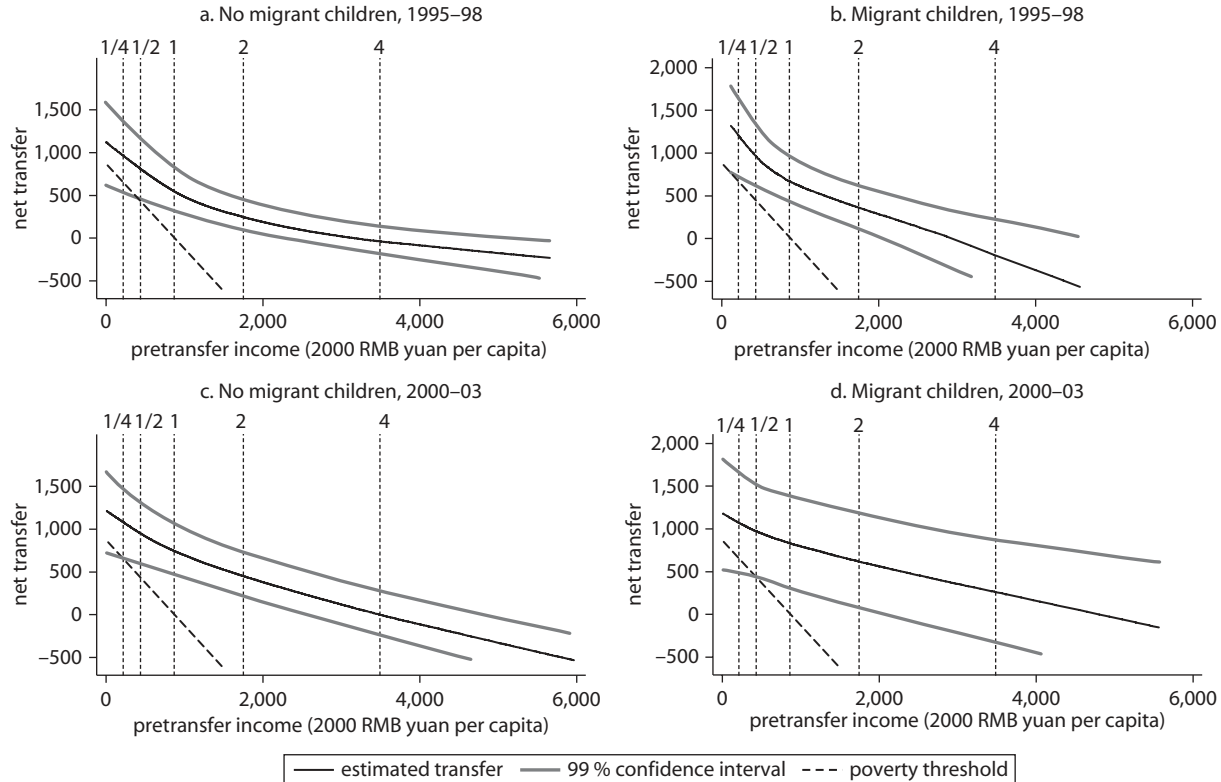 a. No migrant children, 1995–98
1/4 1/2 1 2 4
1,500
1,000
500
0
–500
net transfer
0 2,000 4,000 6,000
pretransfer income (2000 RMB yuan per capita)
b. Migrant children, 1995–98
1/4 1/2 1 2 4
2,000
1,500
1,000
500
0
–500
net transfer
0 2,000 4,000 6,000
pretransfer income (2000 RMB yuan per capita)
c. No migrant children, 2000–03
1/4 1/2 1 2 4
1,500
1,000
500
0
–500
net transfer
0 2,000 4,000 6,000
pretransfer income (2000 RMB yuan per capita)
d. Migrant children, 2000–03
1/4 1/2 1 2 4
2,000
1,500
1,000
500
0
–500
net transfer
0 2,000 4,000 6,000
pretransfer income (2000 RMB yuan per capita)
estimated transfer 99 % confidence interval poverty threshold